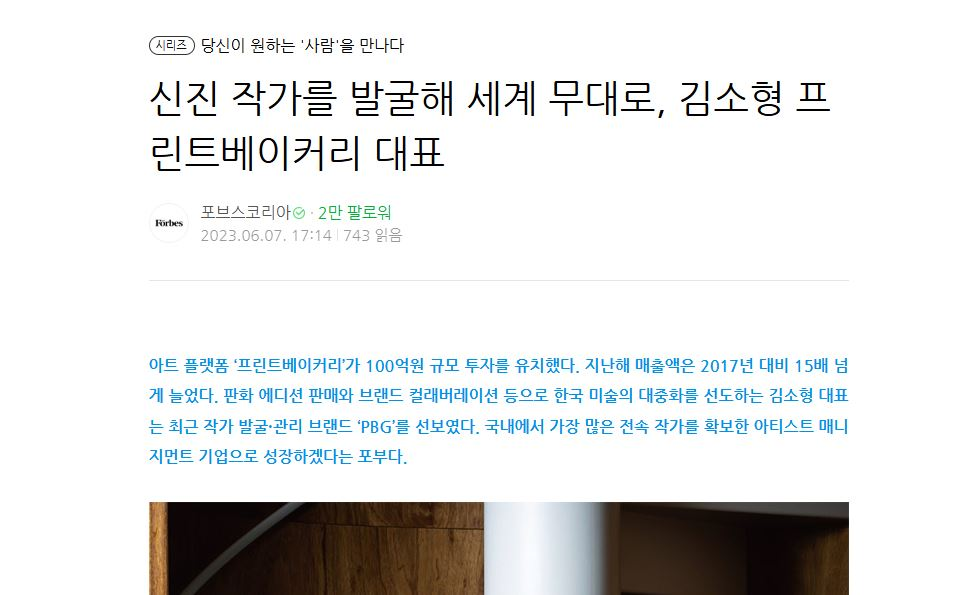 시리즈 당신이 원하는 '사람'을 만나다
신진 작가를 발굴해 세계 무대로, 김소형 프
린트베이커리 대표
Forbes
포브스코리아 · 2만 팔로워
2023.06.07. 17:14 | 743 읽음
아트 플랫폼 ‘프린트베이커리’가 100억원 규모 투자를 유치했다. 지난해 매출액은 2017년 대비 15배 넘
게 늘었다. 판화 에디션 판매와 브랜드 컬래버레이션 등으로 한국 미술의 대중화를 선도하는 김소형 대표
는 최근 작가 발굴·관리 브랜드 ‘PBG’를 선보였다. 국내에서 가장 많은 전속 작가를 확보한 아티스트 매니
지먼트 기업으로 성장하겠다는 포부다.